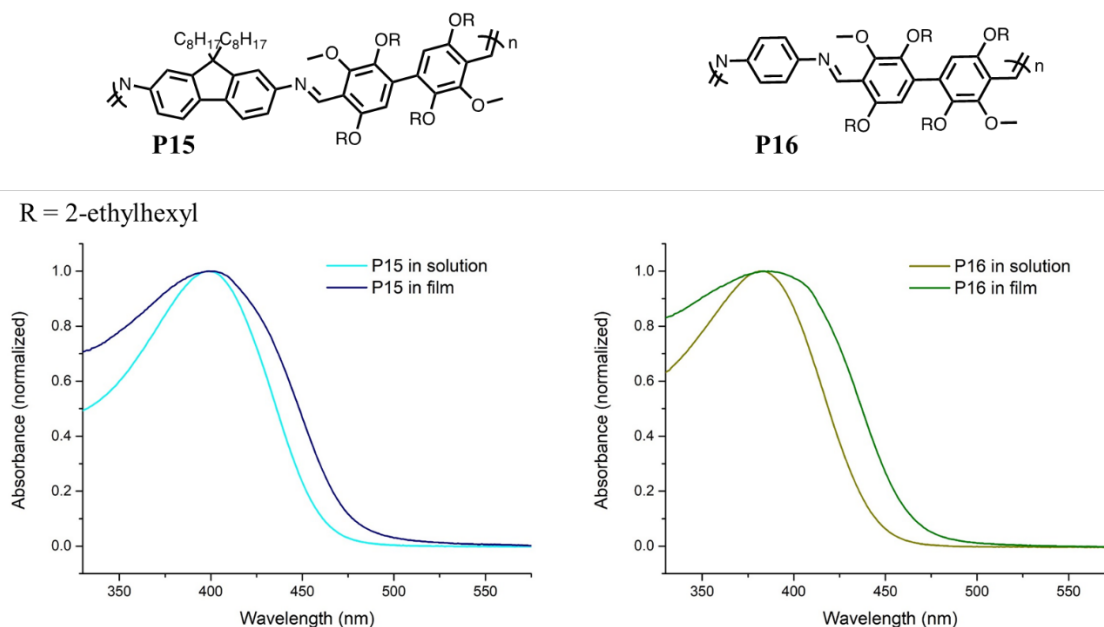 C8H17 C8H17
N
N
O
OR
RO
OR
RO
O
n
P15
N
N
O
OR
RO
OR
RO
O
n
P16
R = 2-ethylhexyl
P15 in solution
P15 in film
Absorbance (normalized)
1.0
0.8
0.6
0.4
0.2
0.0
350 400 450 500 550
Wavelength (nm)
P16 in solution
P16 in film
Absorbance (normalized)
1.0
0.8
0.6
0.4
0.2
0.0
350 400 450 500 550
Wavelength (nm)